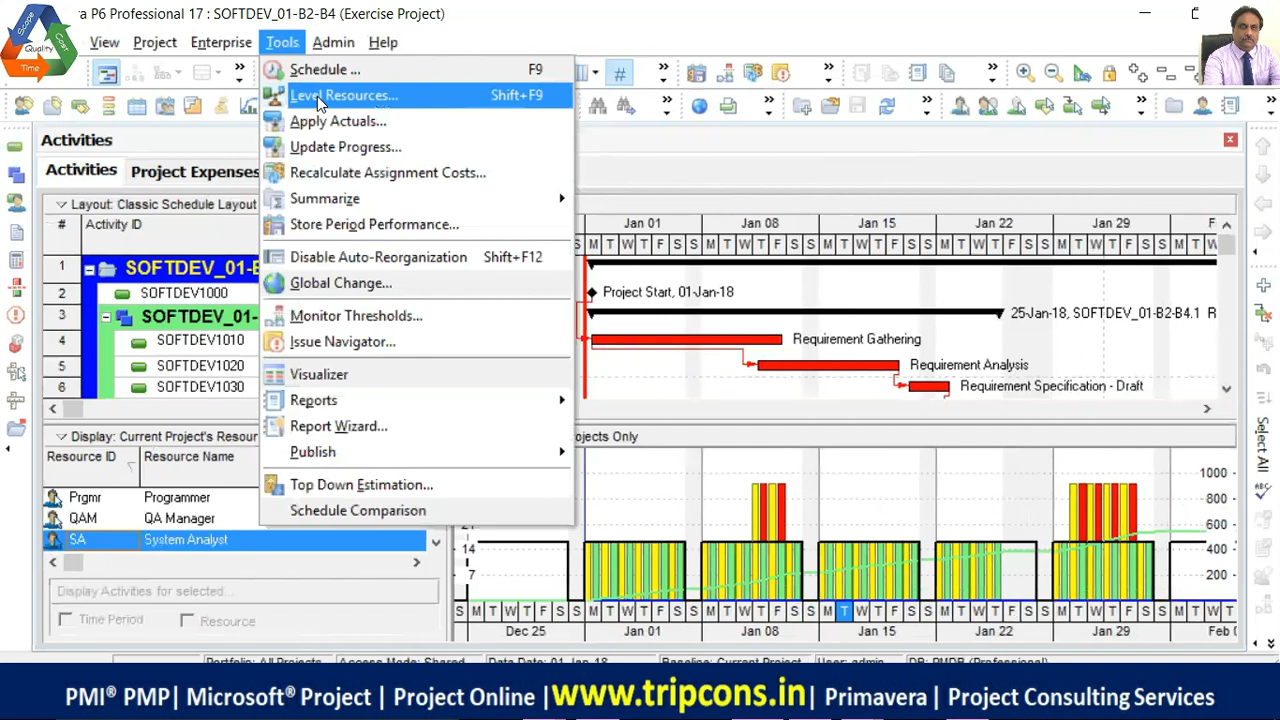 ra P6 Professional 17 : SOFTDEV_01-B2-B4 (Exercise Project)
Scope
Quality
Cost
Time
View Project Enterprise Tools Admin Help
Schedule ... F9
Level Resources... Shift+F9
Apply Actuals...
Update Progress...
Recalculate Assignment Costs...
Summarize
Store Period Performance...
Disable Auto-Reorganization Shift+F12
Global Change...
Monitor Thresholds...
Issue Navigator...
Visualizer
Reports
Report Wizard...
Publish
Top Down Estimation...
Schedule Comparison
Activities
Activities Project Expenses
Layout: Classic Schedule Layout
# Activity ID
Jan 01 Jan 08 Jan 15 Jan 22 Jan 29 F
M T W T F S S M T W T F S S M T W T F S S M T W T F S S M T W T F S S M
1 SOFTDEV_01-B
2 SOFTDEV1000
Project Start, 01-Jan-18
3 SOFTDEV_01-
25-Jan-18, SOFTDEV_01-B2-B4.1 R
4 SOFTDEV1010
Requirement Gathering
5 SOFTDEV1020
Requirement Analysis
6 SOFTDEV1030
Requirement Specification - Draft
Display: Current Project's Resour
ojects Only
Resource ID Resource Name
Prgmr Programmer
QAM QA Manager
SA System Analyst
Display Activities for selected...
Time Period Resource
14
7
1000
800
600
400
200
S M T W T F S S M T W T F S S M T W T F S S M T W T F S S M T W T F S S M T W T F S S M T W
Dec 25 Jan 01 Jan 08 Jan 15 Jan 22 Jan 29 Feb 0
Select All
Portfolio: All Projects Access Mode: Shared Data Date: 01-Jan-18 Baseline: Current Project User: admin DB: PMDB (Professional)
PMI® PMP| Microsoft® Project | Project Online |www.tripcons.in| Primavera | Project Consulting Services